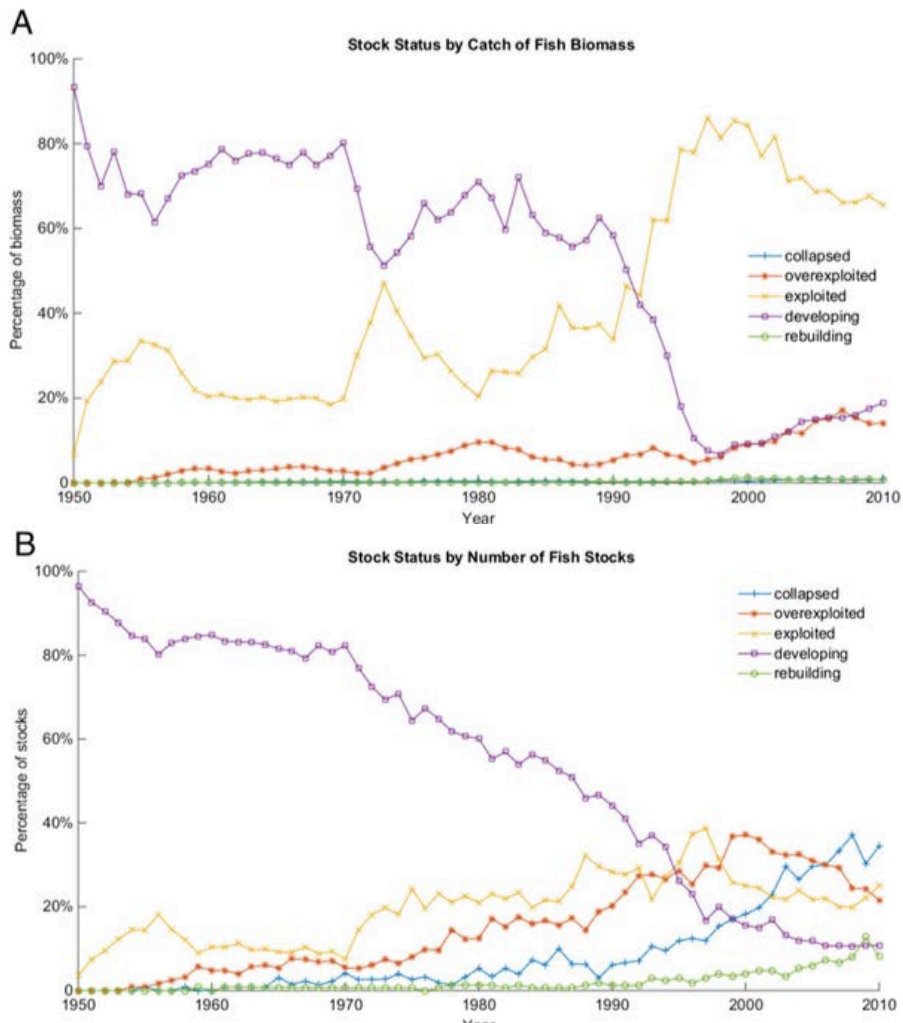 A
Stock Status by Catch of Fish Biomass
100%
80%
60%
40%
20%
0
Percentage of biomass
collapsed
overexploited
exploited
developing
rebuilding
1950 1960 1970 1980 1990 2000 2010
Year
B
Stock Status by Number of Fish Stocks
100%
80%
60%
40%
20%
0
Percentage of stocks
collapsed
overexploited
exploited
developing
rebuilding
1950 1960 1970 1980 1990 2000 2010
Year